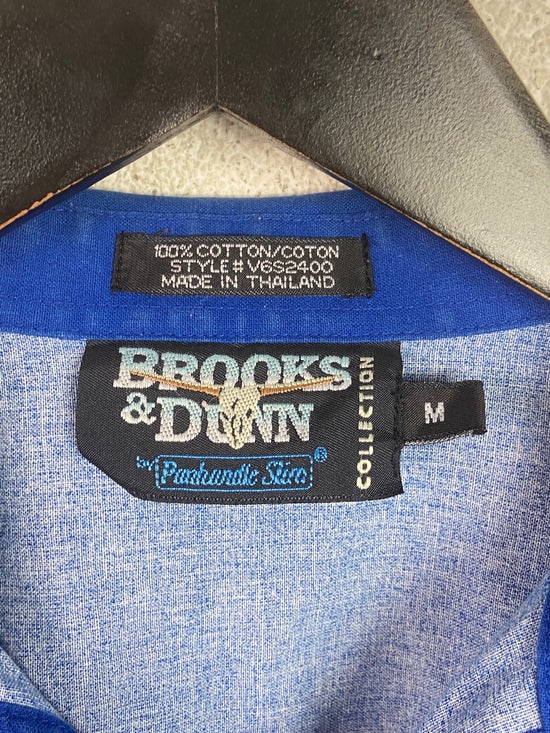 100% COTTON/COTON
STYLE# V6S2400
MADE IN THAILAND
BROOKS
& DUNN
by Panhandle Slim ®
COLLECTION
M